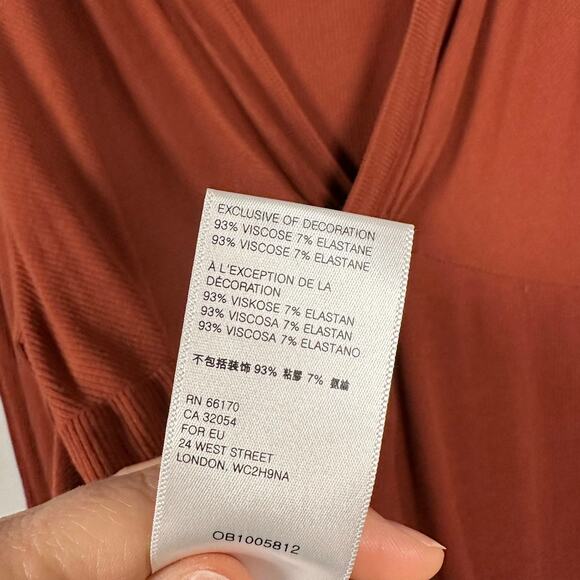 EXCLUSIVE OF DECORATION
93% VISCOSE 7% ELASTANE
93% VISCOSE 7% ELASTANE
À L'EXCEPTION DE LA
DÉCORATION
93% VISKOSE 7% ELASTAN
93% VISCOSA 7% ELASTAN
93% VISCOSA 7% ELASTANO
不包括装饰 93% 粘膠 7% 氨綸
RN 66170
CA 32054
FOR EU
24 WEST STREET
LONDON, WC2H9NA
OB1005812